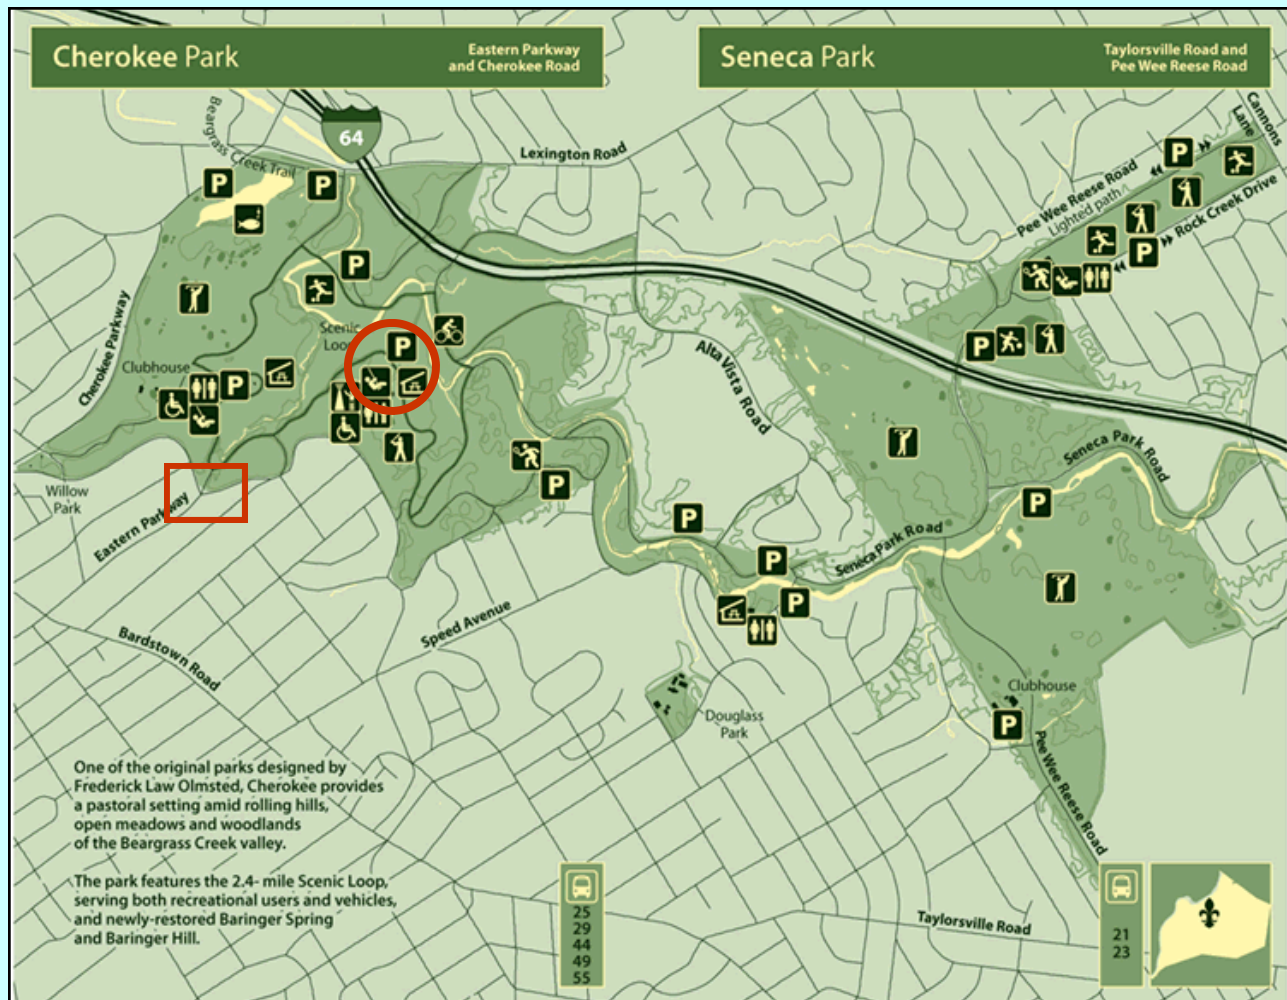 Cherokee Park
Eastern Parkway
and Cherokee Road
Seneca Park
Taylorsville Road and
Pee Wee Reese Road
64
Beargrass Creek Trail
Lexington Road
Cannons
Lane
P
P
P
Pee Wee Reese Road
Lighted path
Rock Creek Drive
P
P
Cherokee Parkway
Scenic
Loop
P
P
Alta Vista Road
Clubhouse
P
Seneca Park Road
Willow
Park
Eastern Parkway
P
P
P
Seneca Park Road
P
P
Speed Avenue
Bardstown Road
Clubhouse
P
Douglass
Park
Pee Wee Reese Road
One of the original parks designed by
Frederick Law Olmsted, Cherokee provides
a pastoral setting amid rolling hills,
open meadows and woodlands
of the Beargrass Creek valley.
The park features the 2.4- mile Scenic Loop,
serving both recreational users and vehicles,
and newly-restored Baringer Spring
and Baringer Hill.
25
29
44
49
55
Taylorsville Road
21
23